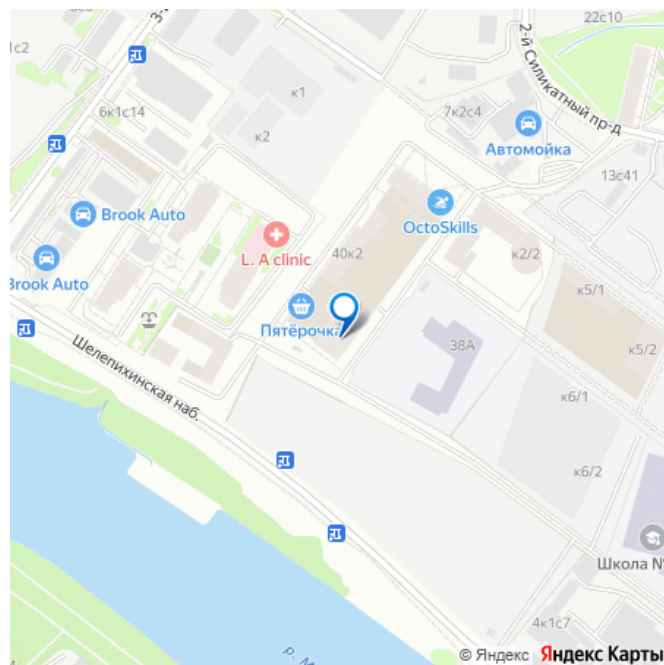 22с10
2-й Силикатный пр-д
к1
6к1с14
7к2с4
к2
Автомойка
13с41
Brook Auto
OctoSkills
L. A clinic
40к2
к2/2
Brook Auto
к5/1
Пятёрочка
38А
к5/2
Шелепихинская наб.
к6/1
к6/2
Школа №
4к1с7
р. М
© Яндекс Яндекс Карты